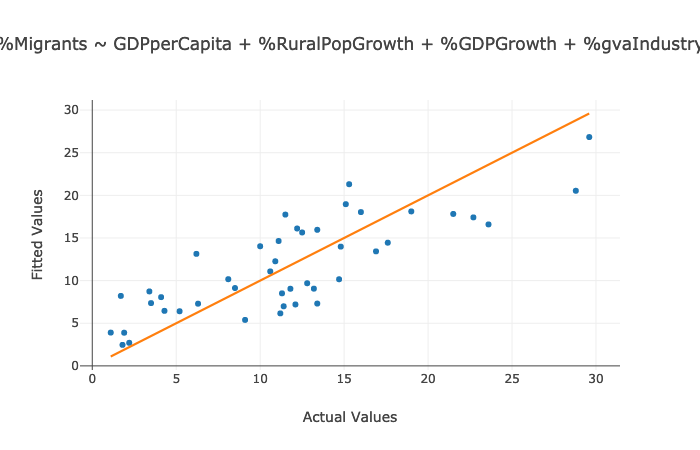 %Migrants ~ GDPperCapita + %RuralPopGrowth + %GDPGrowth + %gvaIndustry
30
25
20
15
10
5
0
0 5 10 15 20 25 30
Fitted Values
Actual Values